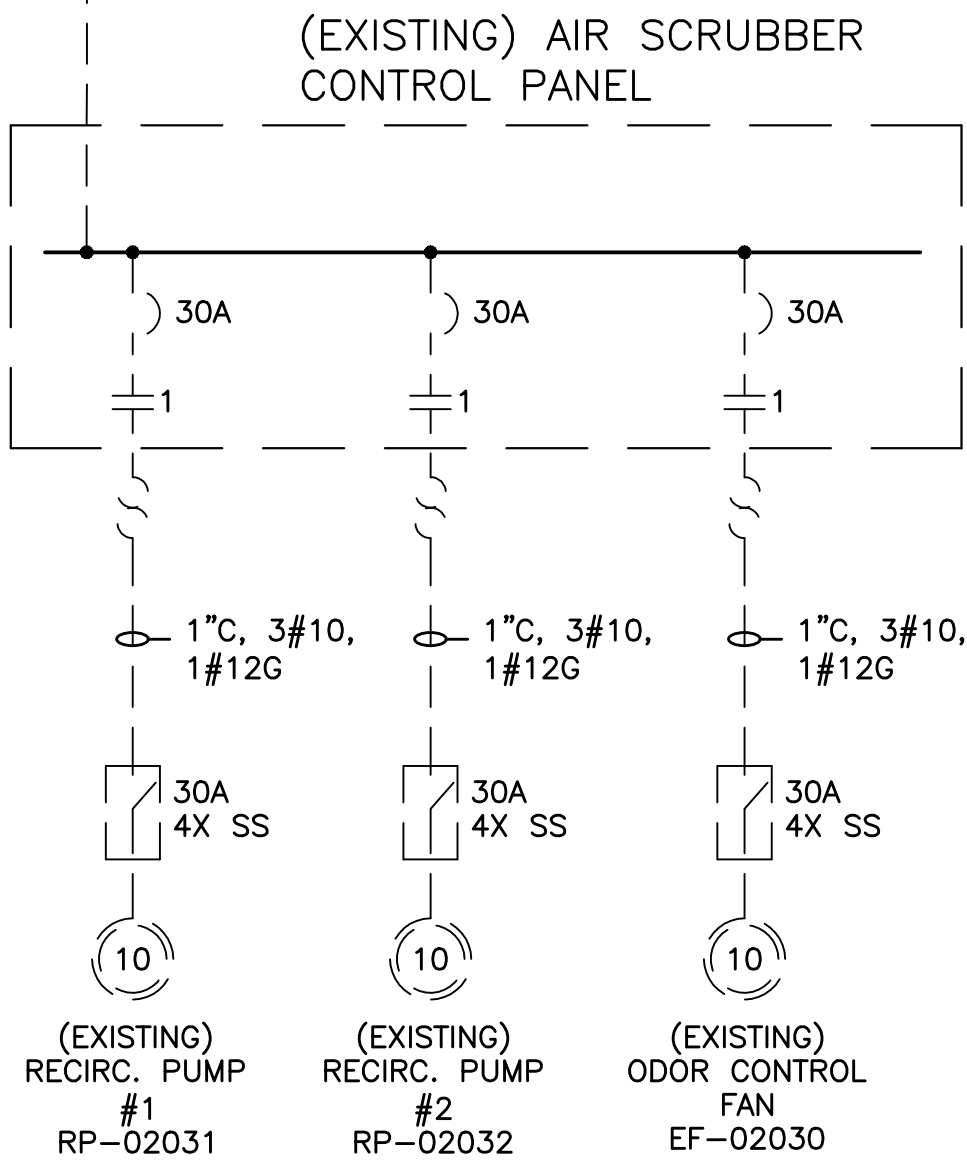 (EXISTING) AIR SCRUBBER
CONTROL PANEL
30A
30A
30A
1
1
1
1"C, 3#10,
1#12G
1"C, 3#10,
1#12G
1"C, 3#10,
1#12G
30A
4X SS
30A
4X SS
30A
4X SS
10
10
10
(EXISTING)
RECIRC. PUMP
#1
RP-02031
(EXISTING)
RECIRC. PUMP
#2
RP-02032
(EXISTING)
ODOR CONTROL
FAN
EF-02030